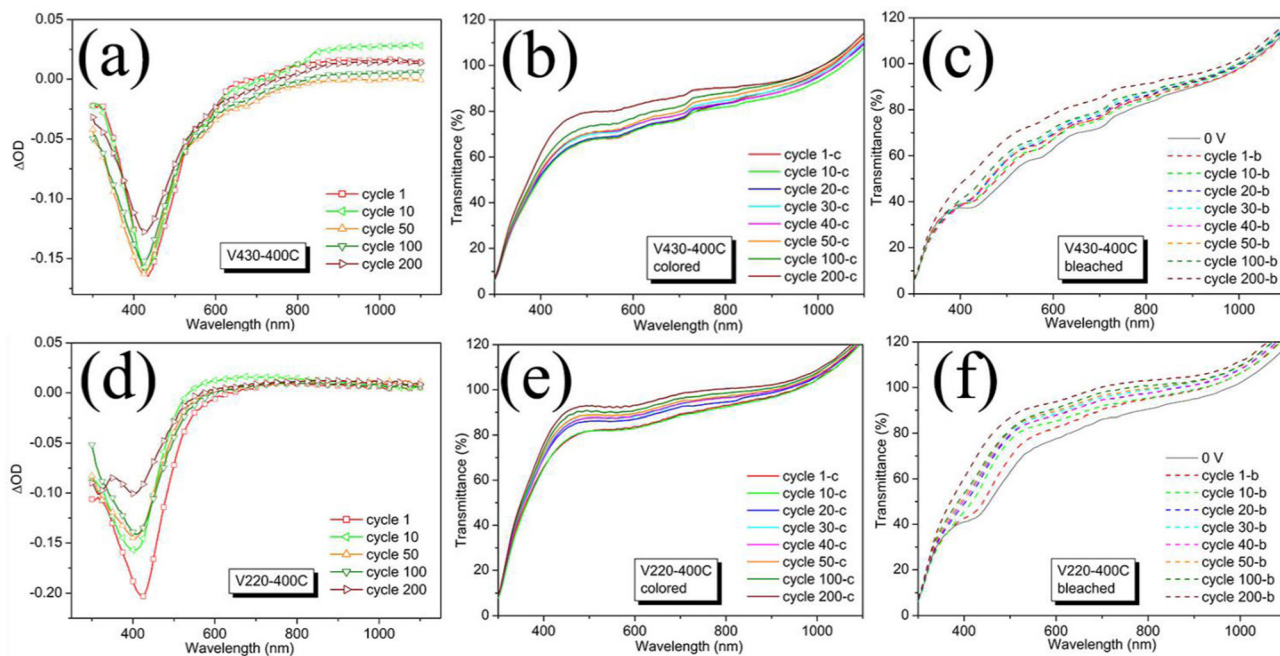 (a)
0.05
0.00
-0.05
-0.10
-0.15
ΔOD
400
600
800
1000
Wavelength (nm)
cycle 1
cycle 10
cycle 50
cycle 100
cycle 200
V430-400C
(b)
120
100
80
60
40
20
0
Transmittance (%)
400
600
800
1000
Wavelength (nm)
cycle 1-c
cycle 10-c
cycle 20-c
cycle 30-c
cycle 40-c
cycle 50-c
cycle 100-c
cycle 200-c
V430-400C
colored
(c)
120
100
80
60
40
20
0
Transmittance (%)
400
600
800
1000
Wavelength (nm)
0 V
cycle 1-b
cycle 10-b
cycle 20-b
cycle 30-b
cycle 40-b
cycle 50-b
cycle 100-b
cycle 200-b
V430-400C
bleached
(d)
0.05
0.00
-0.05
-0.10
-0.15
-0.20
ΔOD
400
600
800
1000
Wavelength (nm)
cycle 1
cycle 10
cycle 50
cycle 100
cycle 200
V220-400C
(e)
120
100
80
60
40
20
0
Transmittance (%)
400
600
800
1000
Wavelength (nm)
cycle 1-c
cycle 10-c
cycle 20-c
cycle 30-c
cycle 40-c
cycle 50-c
cycle 100-c
cycle 200-c
V220-400C
colored
(f)
120
100
80
60
40
20
0
Transmittance (%)
400
600
800
1000
Wavelength (nm)
0 V
cycle 1-b
cycle 10-b
cycle 20-b
cycle 30-b
cycle 40-b
cycle 50-b
cycle 100-b
cycle 200-b
V220-400C
bleached